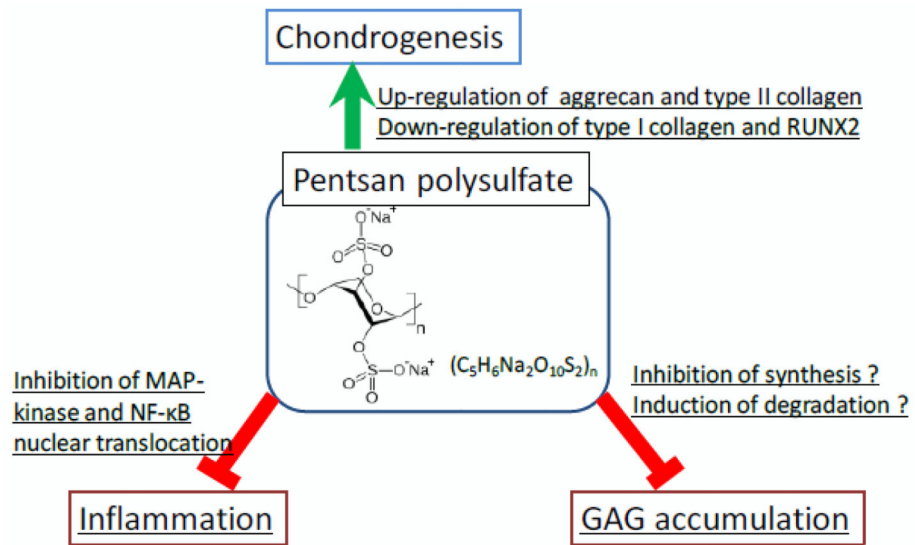 Chondrogenesis
Up-regulation of aggrecan and type II collagen
Down-regulation of type I collagen and RUNX2
Pentsan polysulfate
O⁻Na⁺
O=S=O
O
[O
O
]n
O
O=S–O⁻Na⁺
O
(C₅H₆Na₂O₁₀S₂)ₙ
Inhibition of MAP-
kinase and NF-κB
nuclear translocation
Inhibition of synthesis ?
Induction of degradation ?
Inflammation
GAG accumulation